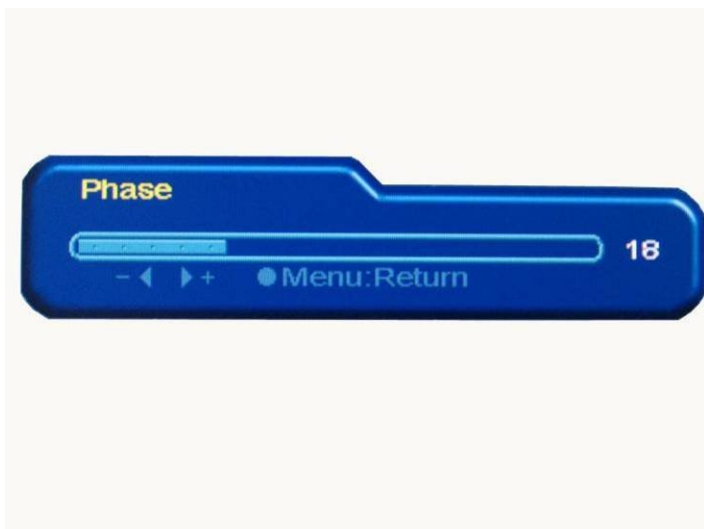 Phase
18
- ◀ ▶ + ●Menu:Return